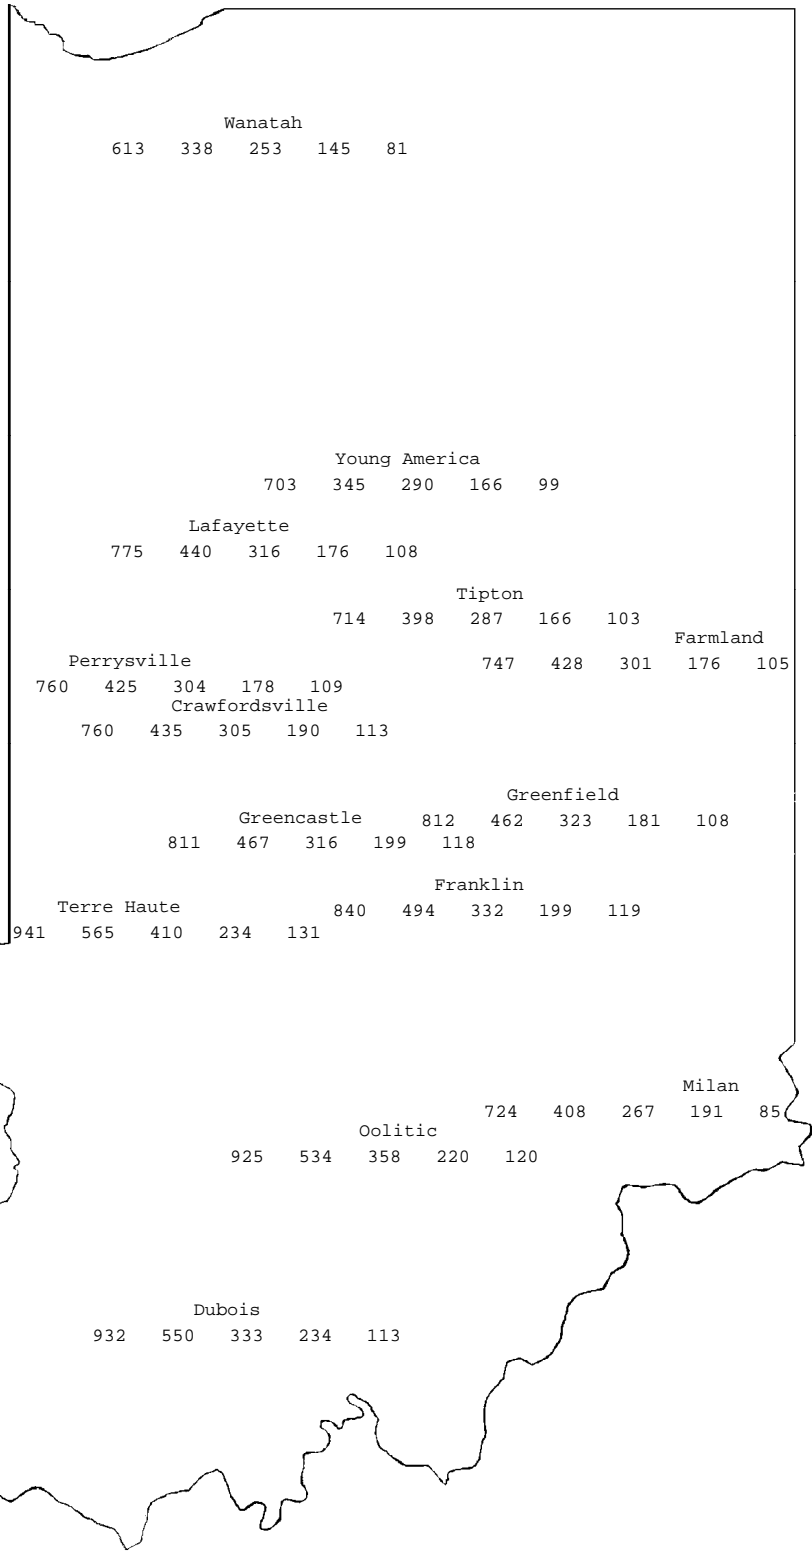 Wanatah
613 338 253 145 81
Young America
703 345 290 166 99
Lafayette
775 440 316 176 108
Tipton
714 398 287 166 103
Farmland
747 428 301 176 105
Perrysville
760 425 304 178 109
Crawfordsville
760 435 305 190 113
Greenfield
812 462 323 181 108
Greencastle
811 467 316 199 118
Franklin
840 494 332 199 119
Terre Haute
941 565 410 234 131
Milan
724 408 267 191 85
Oolitic
925 534 358 220 120
Dubois
932 550 333 234 113